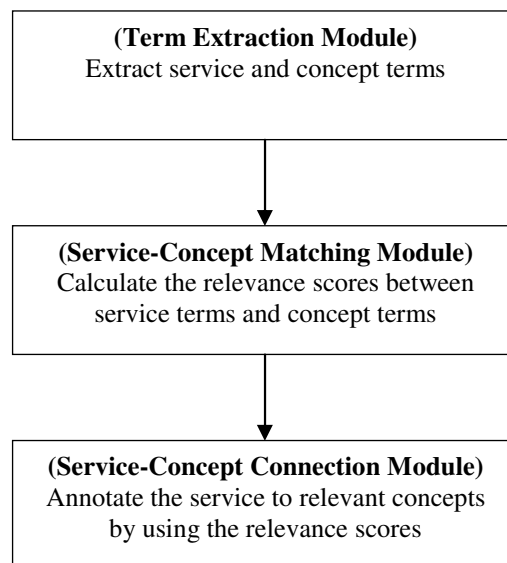 (Term Extraction Module)
Extract service and concept terms
(Service-Concept Matching Module)
Calculate the relevance scores between
service terms and concept terms
(Service-Concept Connection Module)
Annotate the service to relevant concepts
by using the relevance scores